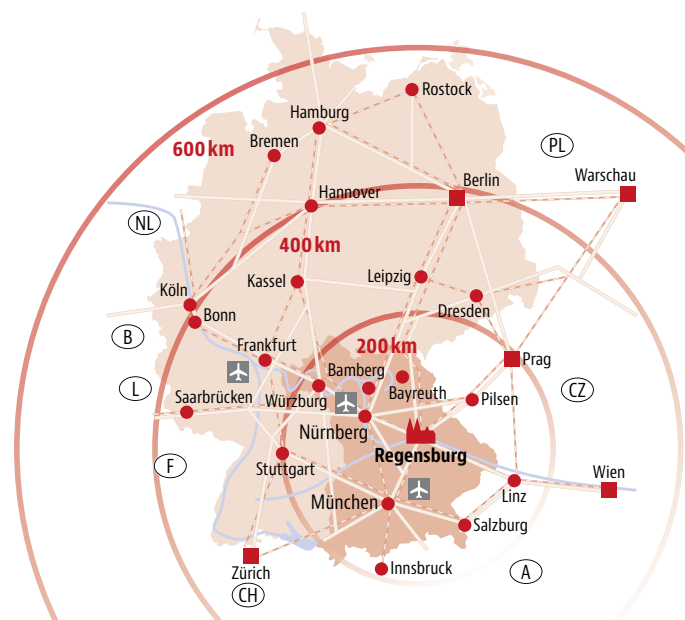 Rostock
Hamburg
Bremen
600 km
PL
Berlin
Warschau
Hannover
NL
400 km
Kassel
Leipzig
Köln
Dresden
Bonn
B
200 km
Frankfurt
Prag
Bamberg
L
CZ
Saarbrücken
Würzburg
Bayreuth
Pilsen
Nürnberg
Regensburg
F
Stuttgart
Wien
München
Linz
Salzburg
Innsbruck
A
Zürich
CH